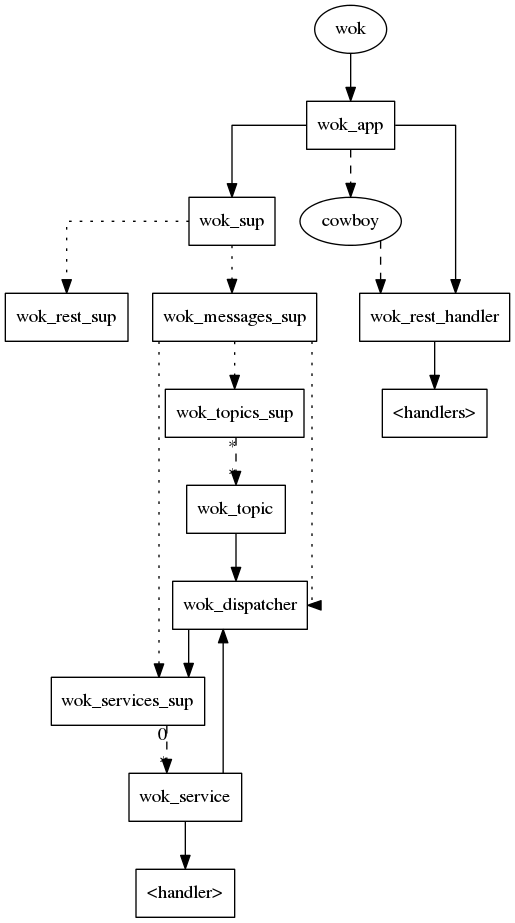 wok
wok_app
wok_sup
cowboy
wok_rest_sup
wok_messages_sup
wok_rest_handler
wok_topics_sup
<handlers>
*
*
wok_topic
wok_dispatcher
wok_services_sup
0
*
wok_service
<handler>